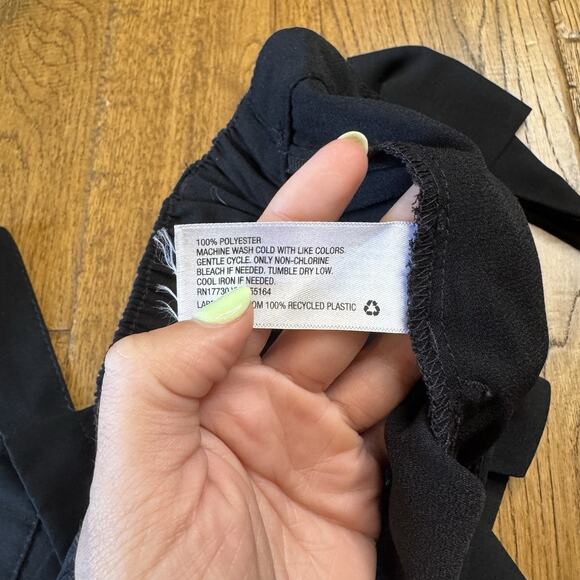 100% POLYESTER
MACHINE WASH COLD WITH LIKE COLORS.
GENTLE CYCLE. ONLY NON-CHLORINE
BLEACH IF NEEDED. TUMBLE DRY LOW.
COOL IRON IF NEEDED.
100% RECYCLED PLASTIC